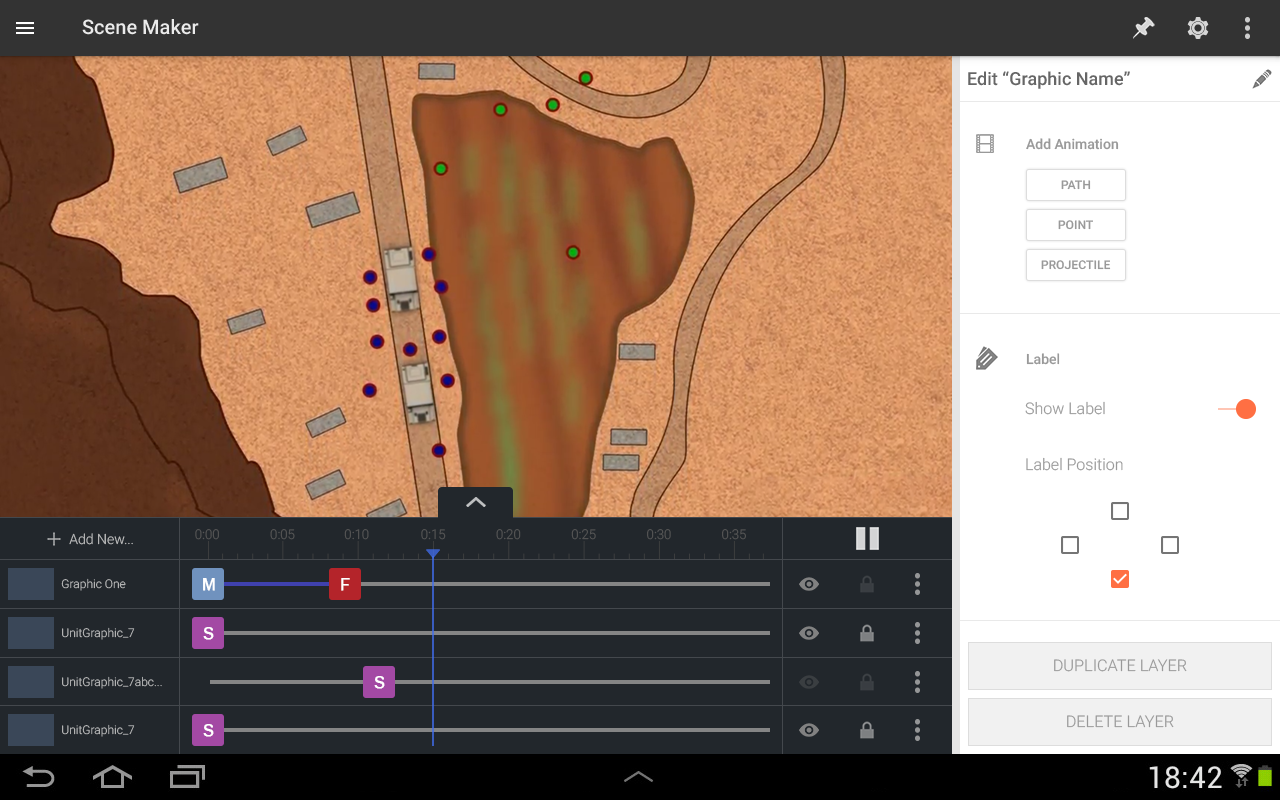 Scene Maker
Edit “Graphic Name”
Add Animation
PATH
POINT
PROJECTILE
Label
Show Label
Label Position
DUPLICATE LAYER
DELETE LAYER
Add New...
0:00 0:05 0:10 0:15 0:20 0:25 0:30 0:35
Graphic One
M F
UnitGraphic_7
S
UnitGraphic_7abc...
S
UnitGraphic_7
S
18:42